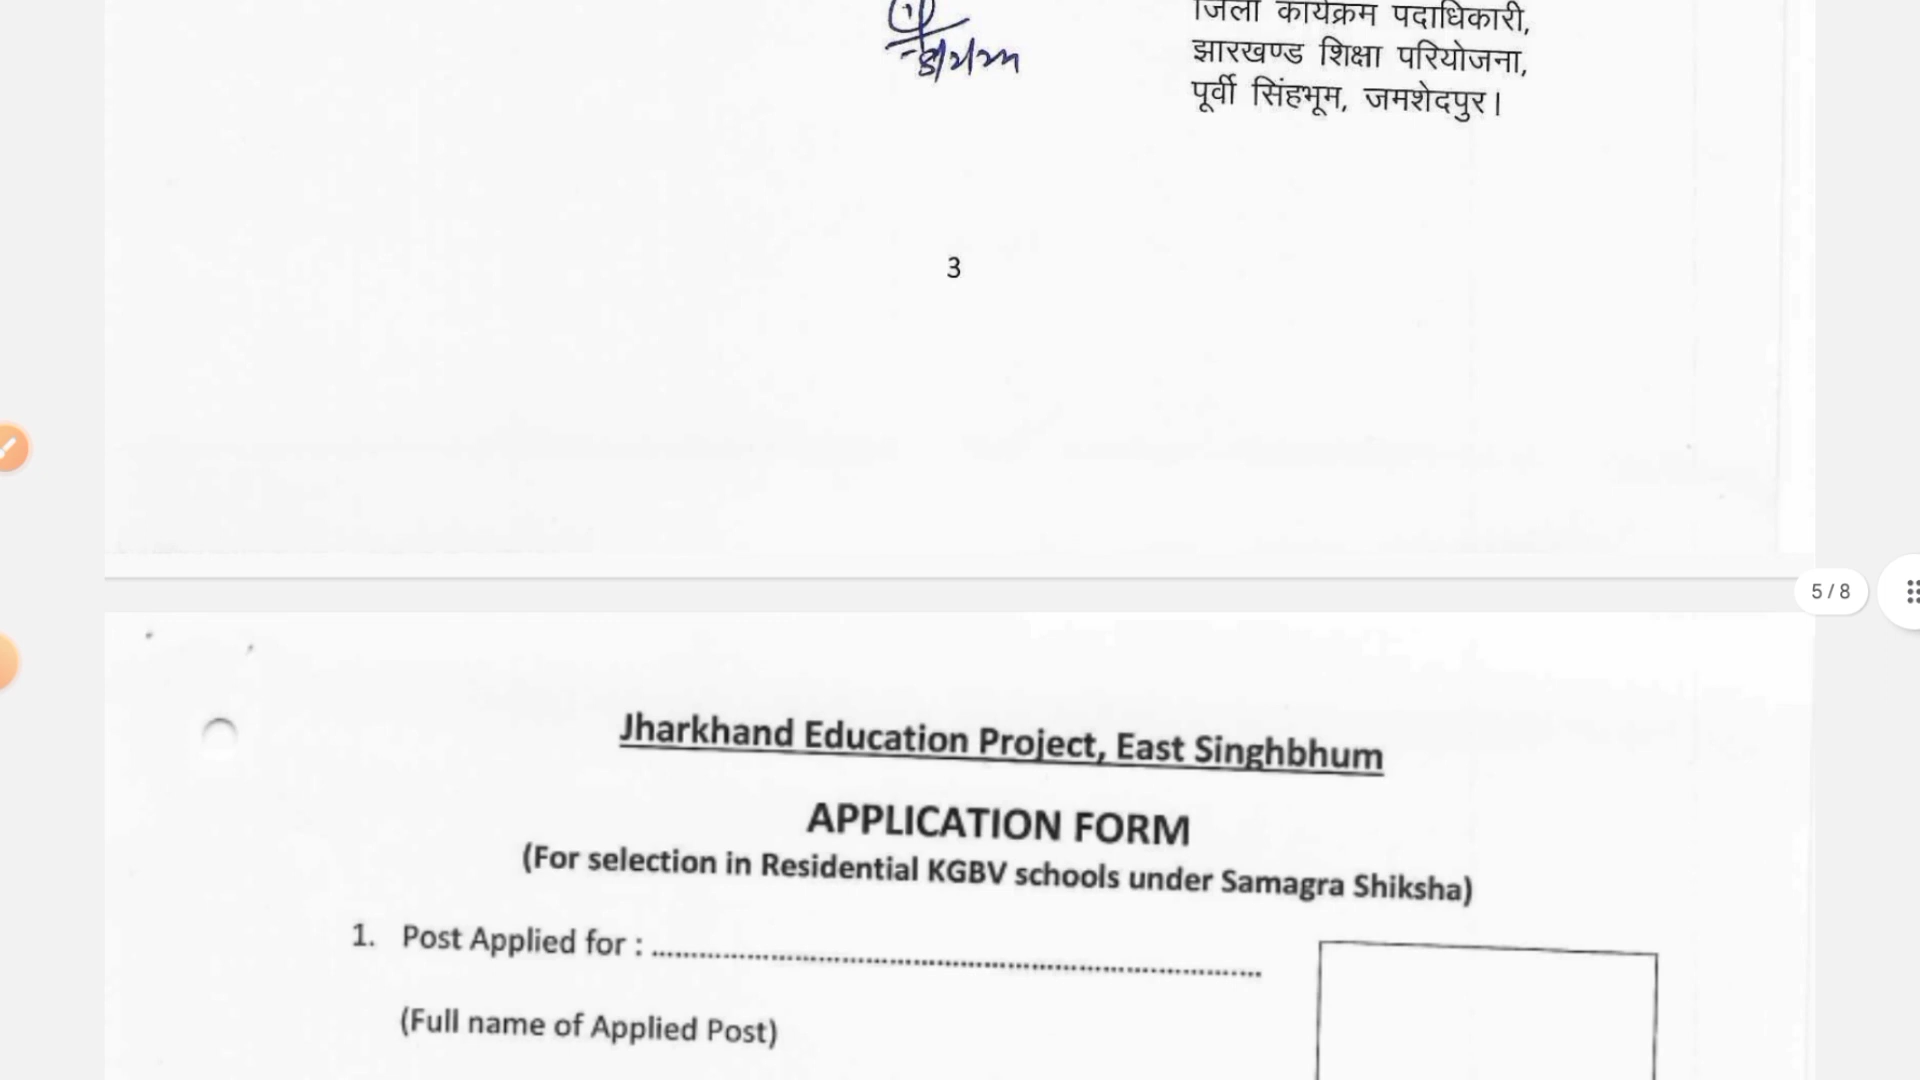 जिला कार्यक्रम पदाधिकारी,
झारखण्ड शिक्षा परियोजना,
पूर्वी सिंहभूम, जमशेदपुर।
3
5 / 8
Jharkhand Education Project, East Singhbhum
APPLICATION FORM
(For selection in Residential KGBV schools under Samagra Shiksha)
1. Post Applied for : ........................................................................
(Full name of Applied Post)